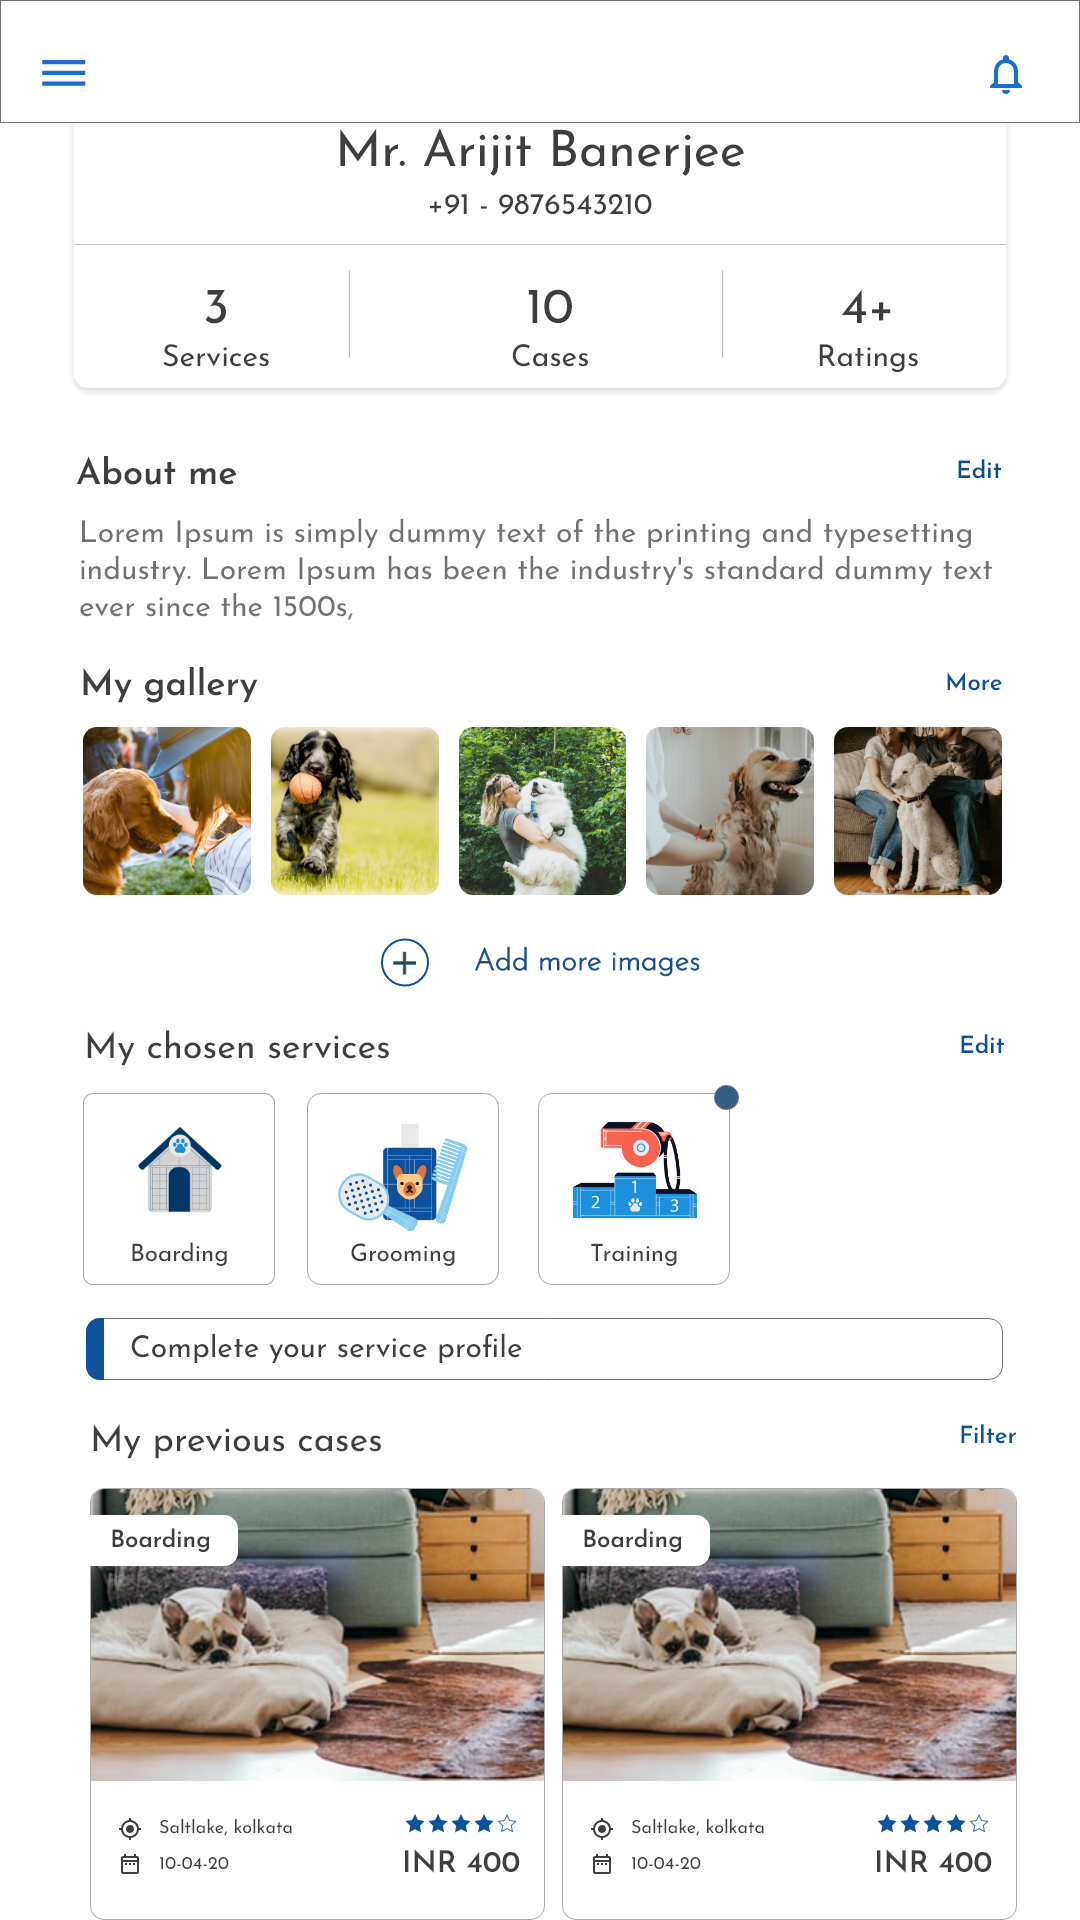 Mr. Arijit Banerjee
+91 - 9876543210
3
10
4+
Services
Cases
Ratings
About me
Edit
Lorem Ipsum is simply dummy text of the printing and typesetting
industry. Lorem Ipsum has been the industry's standard dummy text
ever since the 1500s,
My gallery
More
Add more images
My chosen services
Edit
1
2
3
Boarding
Grooming
Training
Complete your service profile
My previous cases
Filter
Boarding
Boarding
Saltlake, kolkata
10-04-20
INR 400
Saltlake, kolkata
10-04-20
INR 400